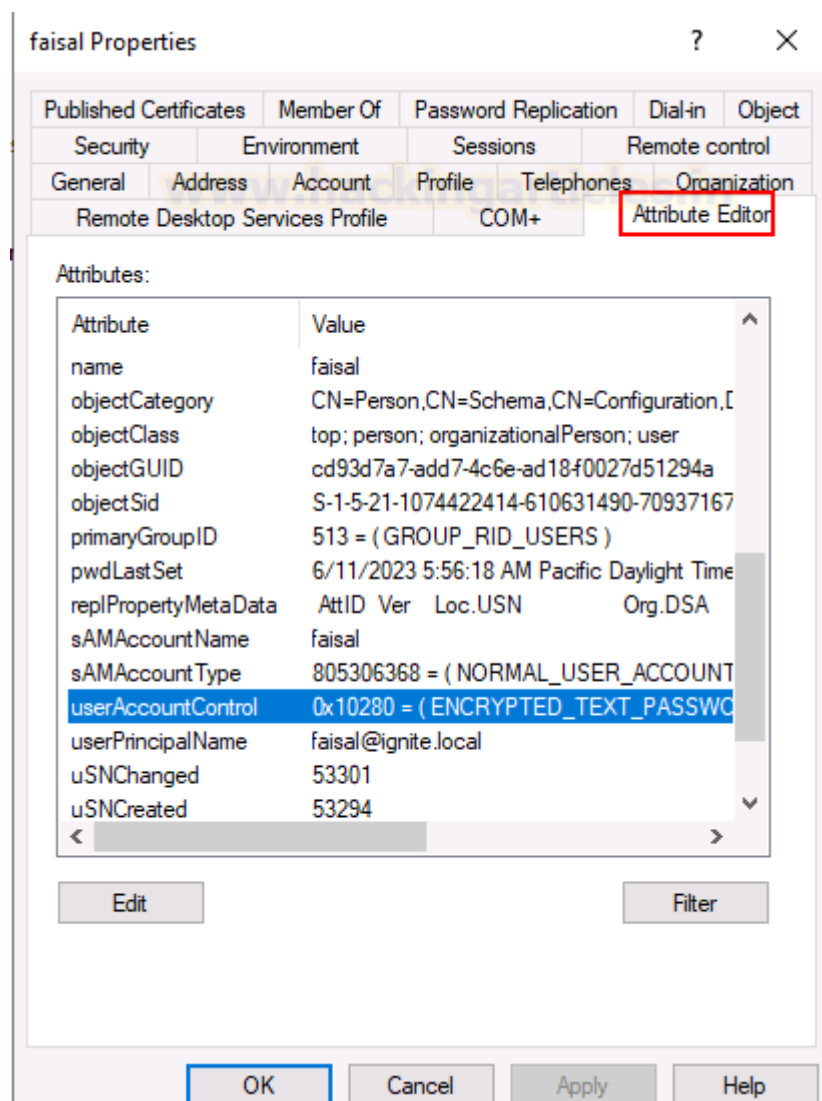 faisal Properties
? ×
Published Certificates Member Of Password Replication Dial-in Object
Security Environment Sessions Remote control
General Address Account Profile Telephones Organization
www.hackingarticles.in
Remote Desktop Services Profile COM+ Attribute Editor
Attributes:
Attribute Value
name faisal
objectCategory CN=Person,CN=Schema,CN=Configuration,D
objectClass top; person; organizationalPerson; user
objectGUID cd93d7a7-add7-4c6e-ad18-f0027d51294a
objectSid S-1-5-21-1074422414-610631490-70937167
primaryGroupID 513 = ( GROUP_RID_USERS )
pwdLastSet 6/11/2023 5:56:18 AM Pacific Daylight Time
replPropertyMetaData AttID Ver Loc.USN Org.DSA
sAMAccountName faisal
sAMAccountType 805306368 = ( NORMAL_USER_ACCOUNT
userAccountControl 0x10280 = ( ENCRYPTED_TEXT_PASSWO
userPrincipalName faisal@ignite.local
uSNChanged 53301
uSNCreated 53294
Edit Filter
OK Cancel Apply Help